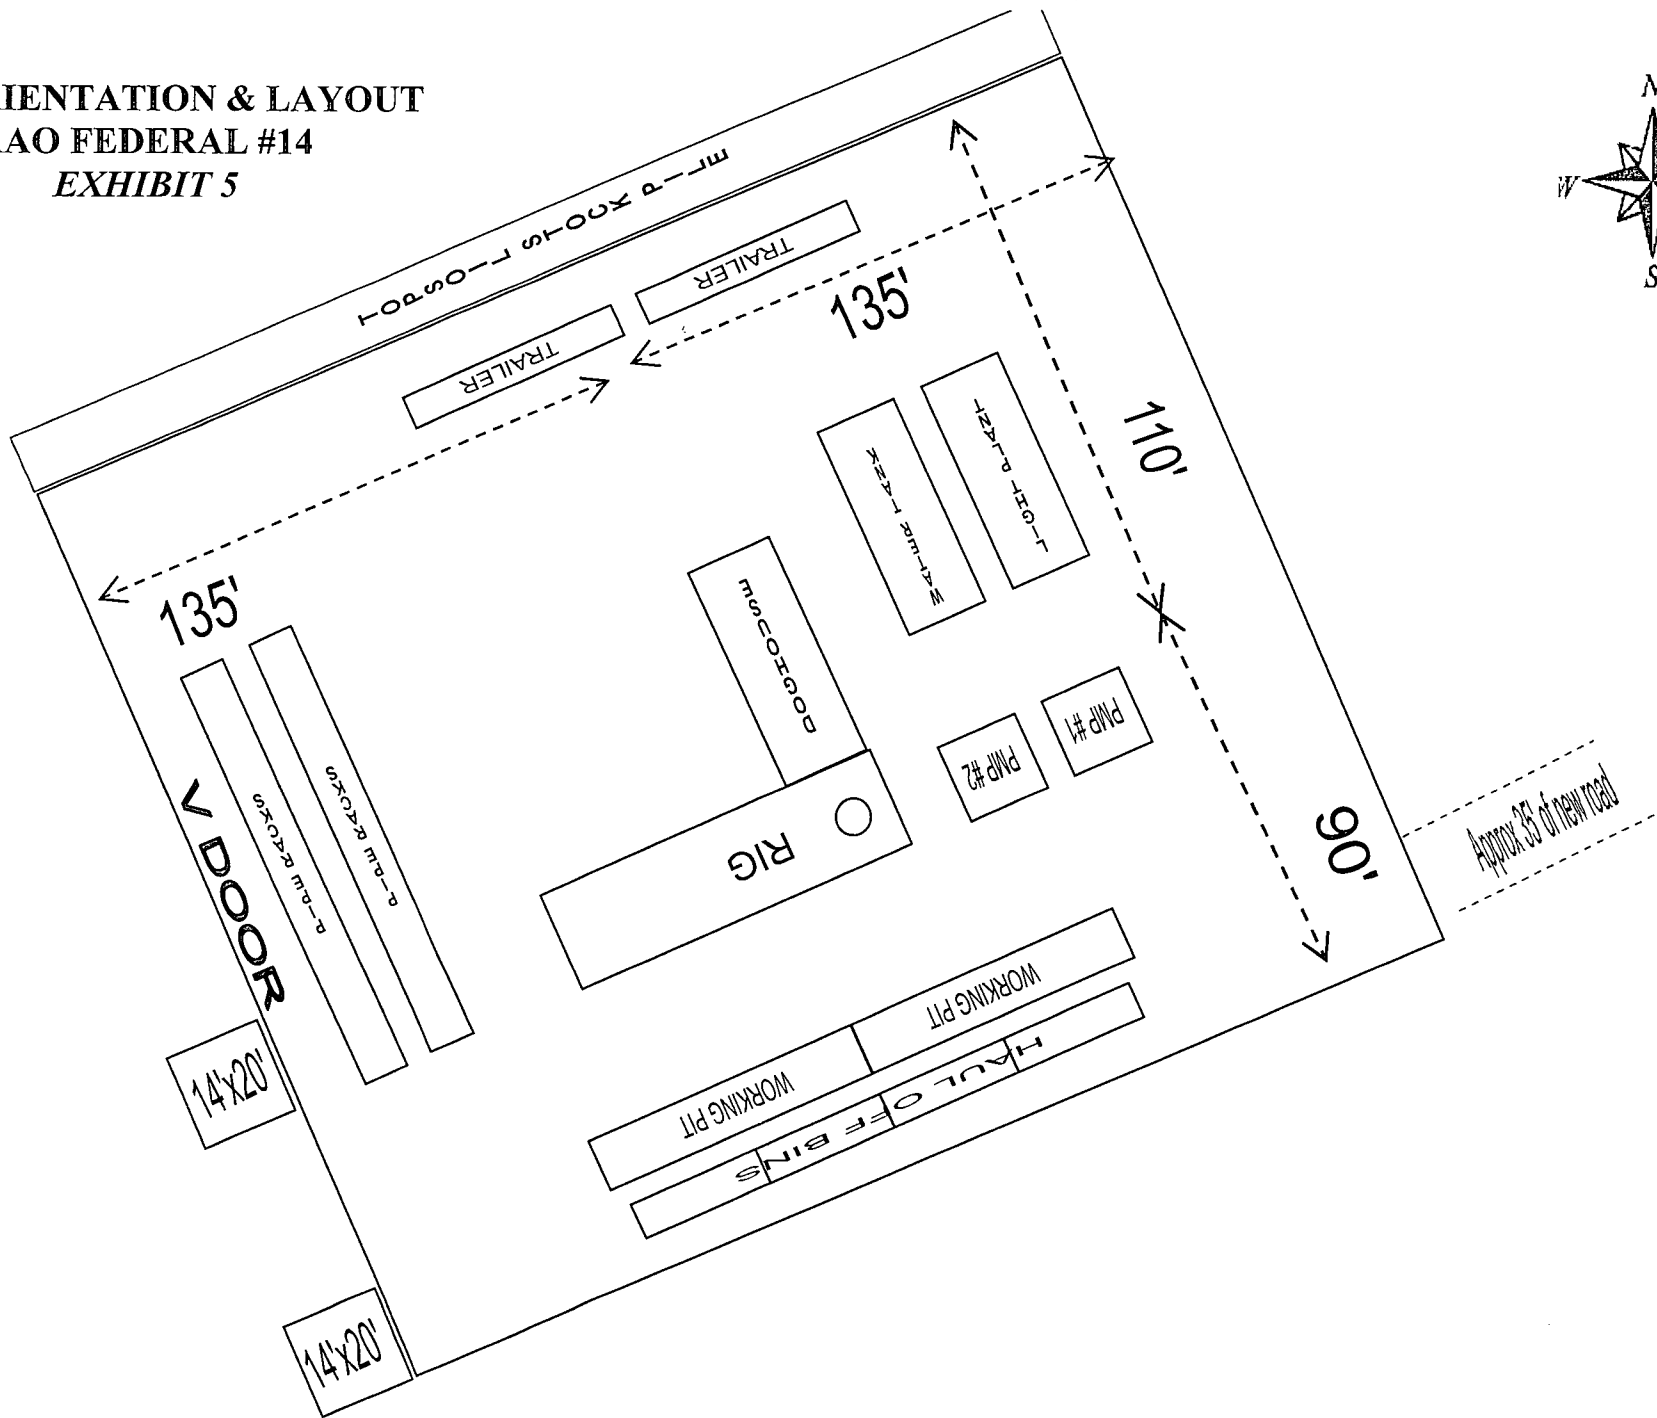 IENTATION & LAYOUT
AO FEDERAL #14
EXHIBIT 5
N
W
S
TOPSOIL STOCK PILE
TRAILER
TRAILER
135'
135'
110'
LIGHT PLANT
WATER TANK
DOGHOUSE
PIPE RACKS
PIPE RACKS
V DOOR
PMP #1
PMP #2
RIG
90'
Approx 35' of new road
WORKING PIT
WORKING PIT
HAUL OFF BINS
14'x20'
14'x20'